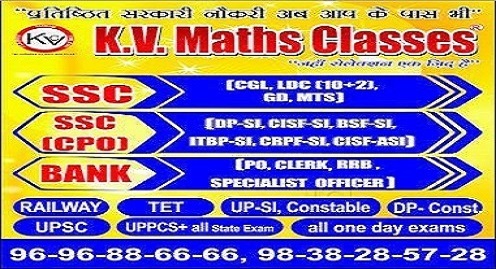 "प्रतिष्ठित सरकारी नौकरी अब आप के पास भी"
K.V. Maths Classes®
"जहाँ सेलेक्शन एक ज़िद है"
SSC
(CGL, LDC (10+2),
GD, MTS)
SSC
(CPO)
(DP-SI, CISF-SI, BSF-SI,
ITBP-SI, CRPF-SI, CISF-ASI)
BANK
(PO, CLERK, RRB,
SPECIALIST OFFICER)
RAILWAY TET UP-SI, Constable DP- Const
UPSC UPPCS+ all State Exam all one day exams
96-96-88-66-66, 98-38-28-57-28